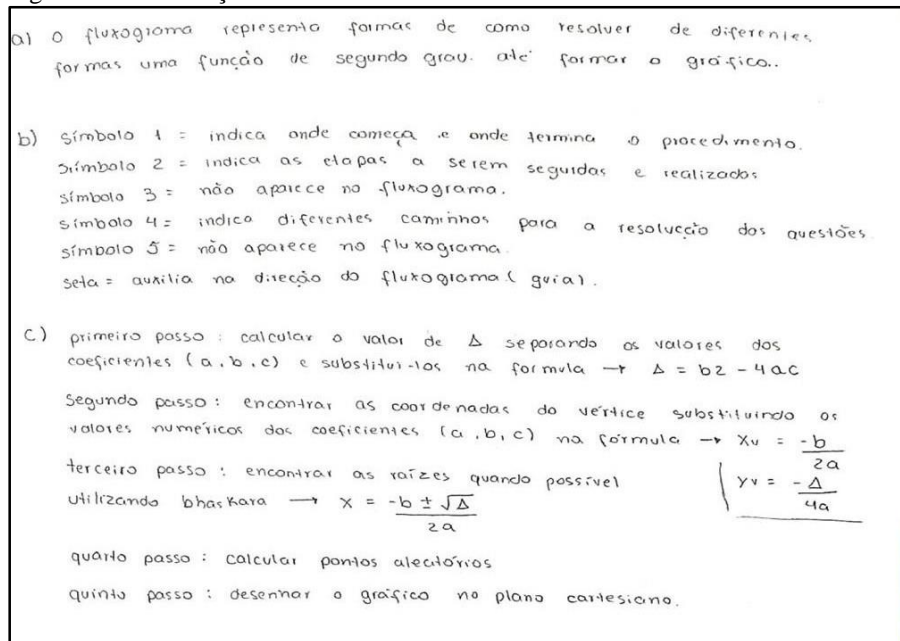 a) o fluxograma representa formas de como resolver de diferentes
formas uma função de segundo grau. até formar o gráfico..
b) símbolo 1 = indica onde começa e onde termina o procedimento.
símbolo 2 = indica as etapas a serem seguidas e realizados
símbolo 3 = não aparece no fluxograma.
símbolo 4 = indica diferentes caminhos para a resolucção dos questões
símbolo 5 = não aparece no fluxograma.
seta = auxilia na direção do fluxograma (guia).
c) primeiro passo : calcular o valor de Δ separando os valores dos
coeficientes (a, b, c) e substitui-los na formula → Δ = b2 - 4ac
Segundo passo : encontrar as coordenadas do vértice substituindo os
valores numéricos dos coeficientes (a, b, c) na fórmula → Xv = -b/2a
terceiro passo : encontrar as raízes quando possível
yv = -Δ/4a
utilizando bhaskara → x = -b ± √Δ/2a
quarto passo : calcular pontos aleatórios
quinto passo : desenhar o gráfico no plano cartesiano.